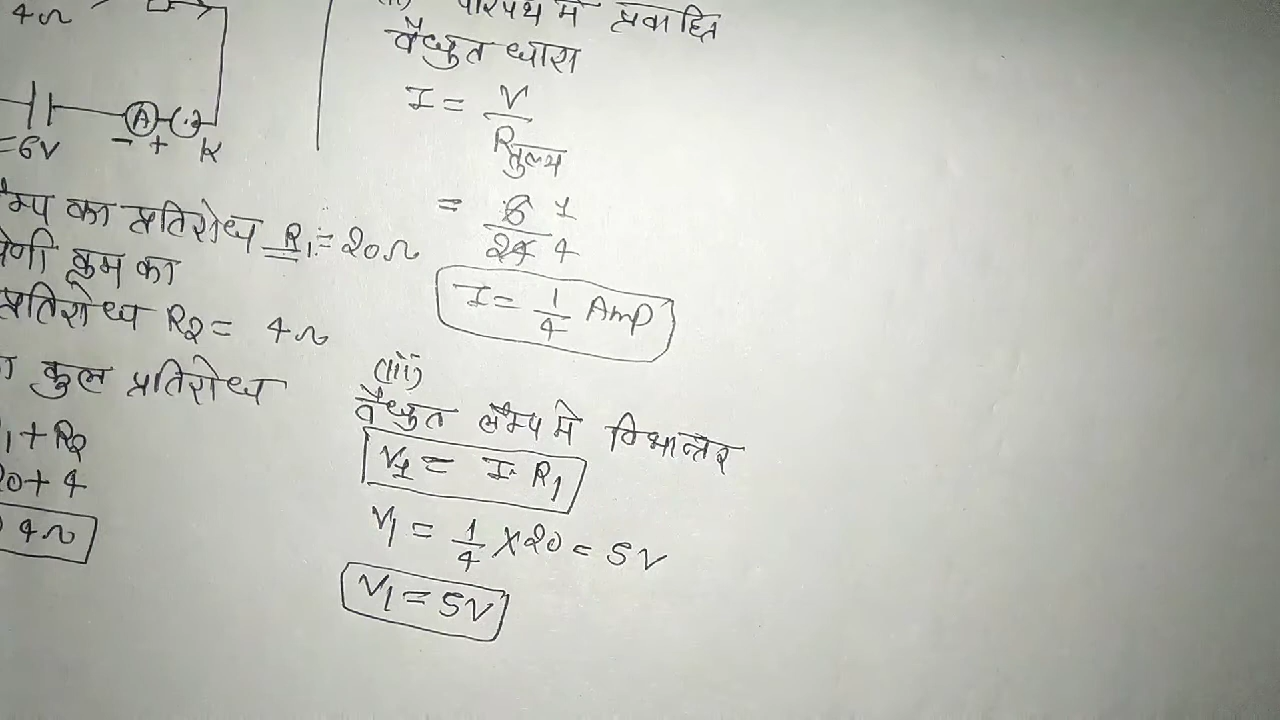 4Ω
A
=6V
- + K
म्प का प्रतिरोध R₁ = 20Ω
श्रेणी क्रम का
प्रतिरोध R2 = 4Ω
कुल प्रतिरोध
1 + R2
20 + 4
4Ω
परिपथ में प्रवाहित
वैधुत धारा
I = V
Rतुल्य
= 6 1
24 4
I = 1/4 Amp
(iii)
वैधुत लैम्प में विभान्तर
V1 = I. R1
V1 = 1/4 × 20 = 5V
V1 = 5V